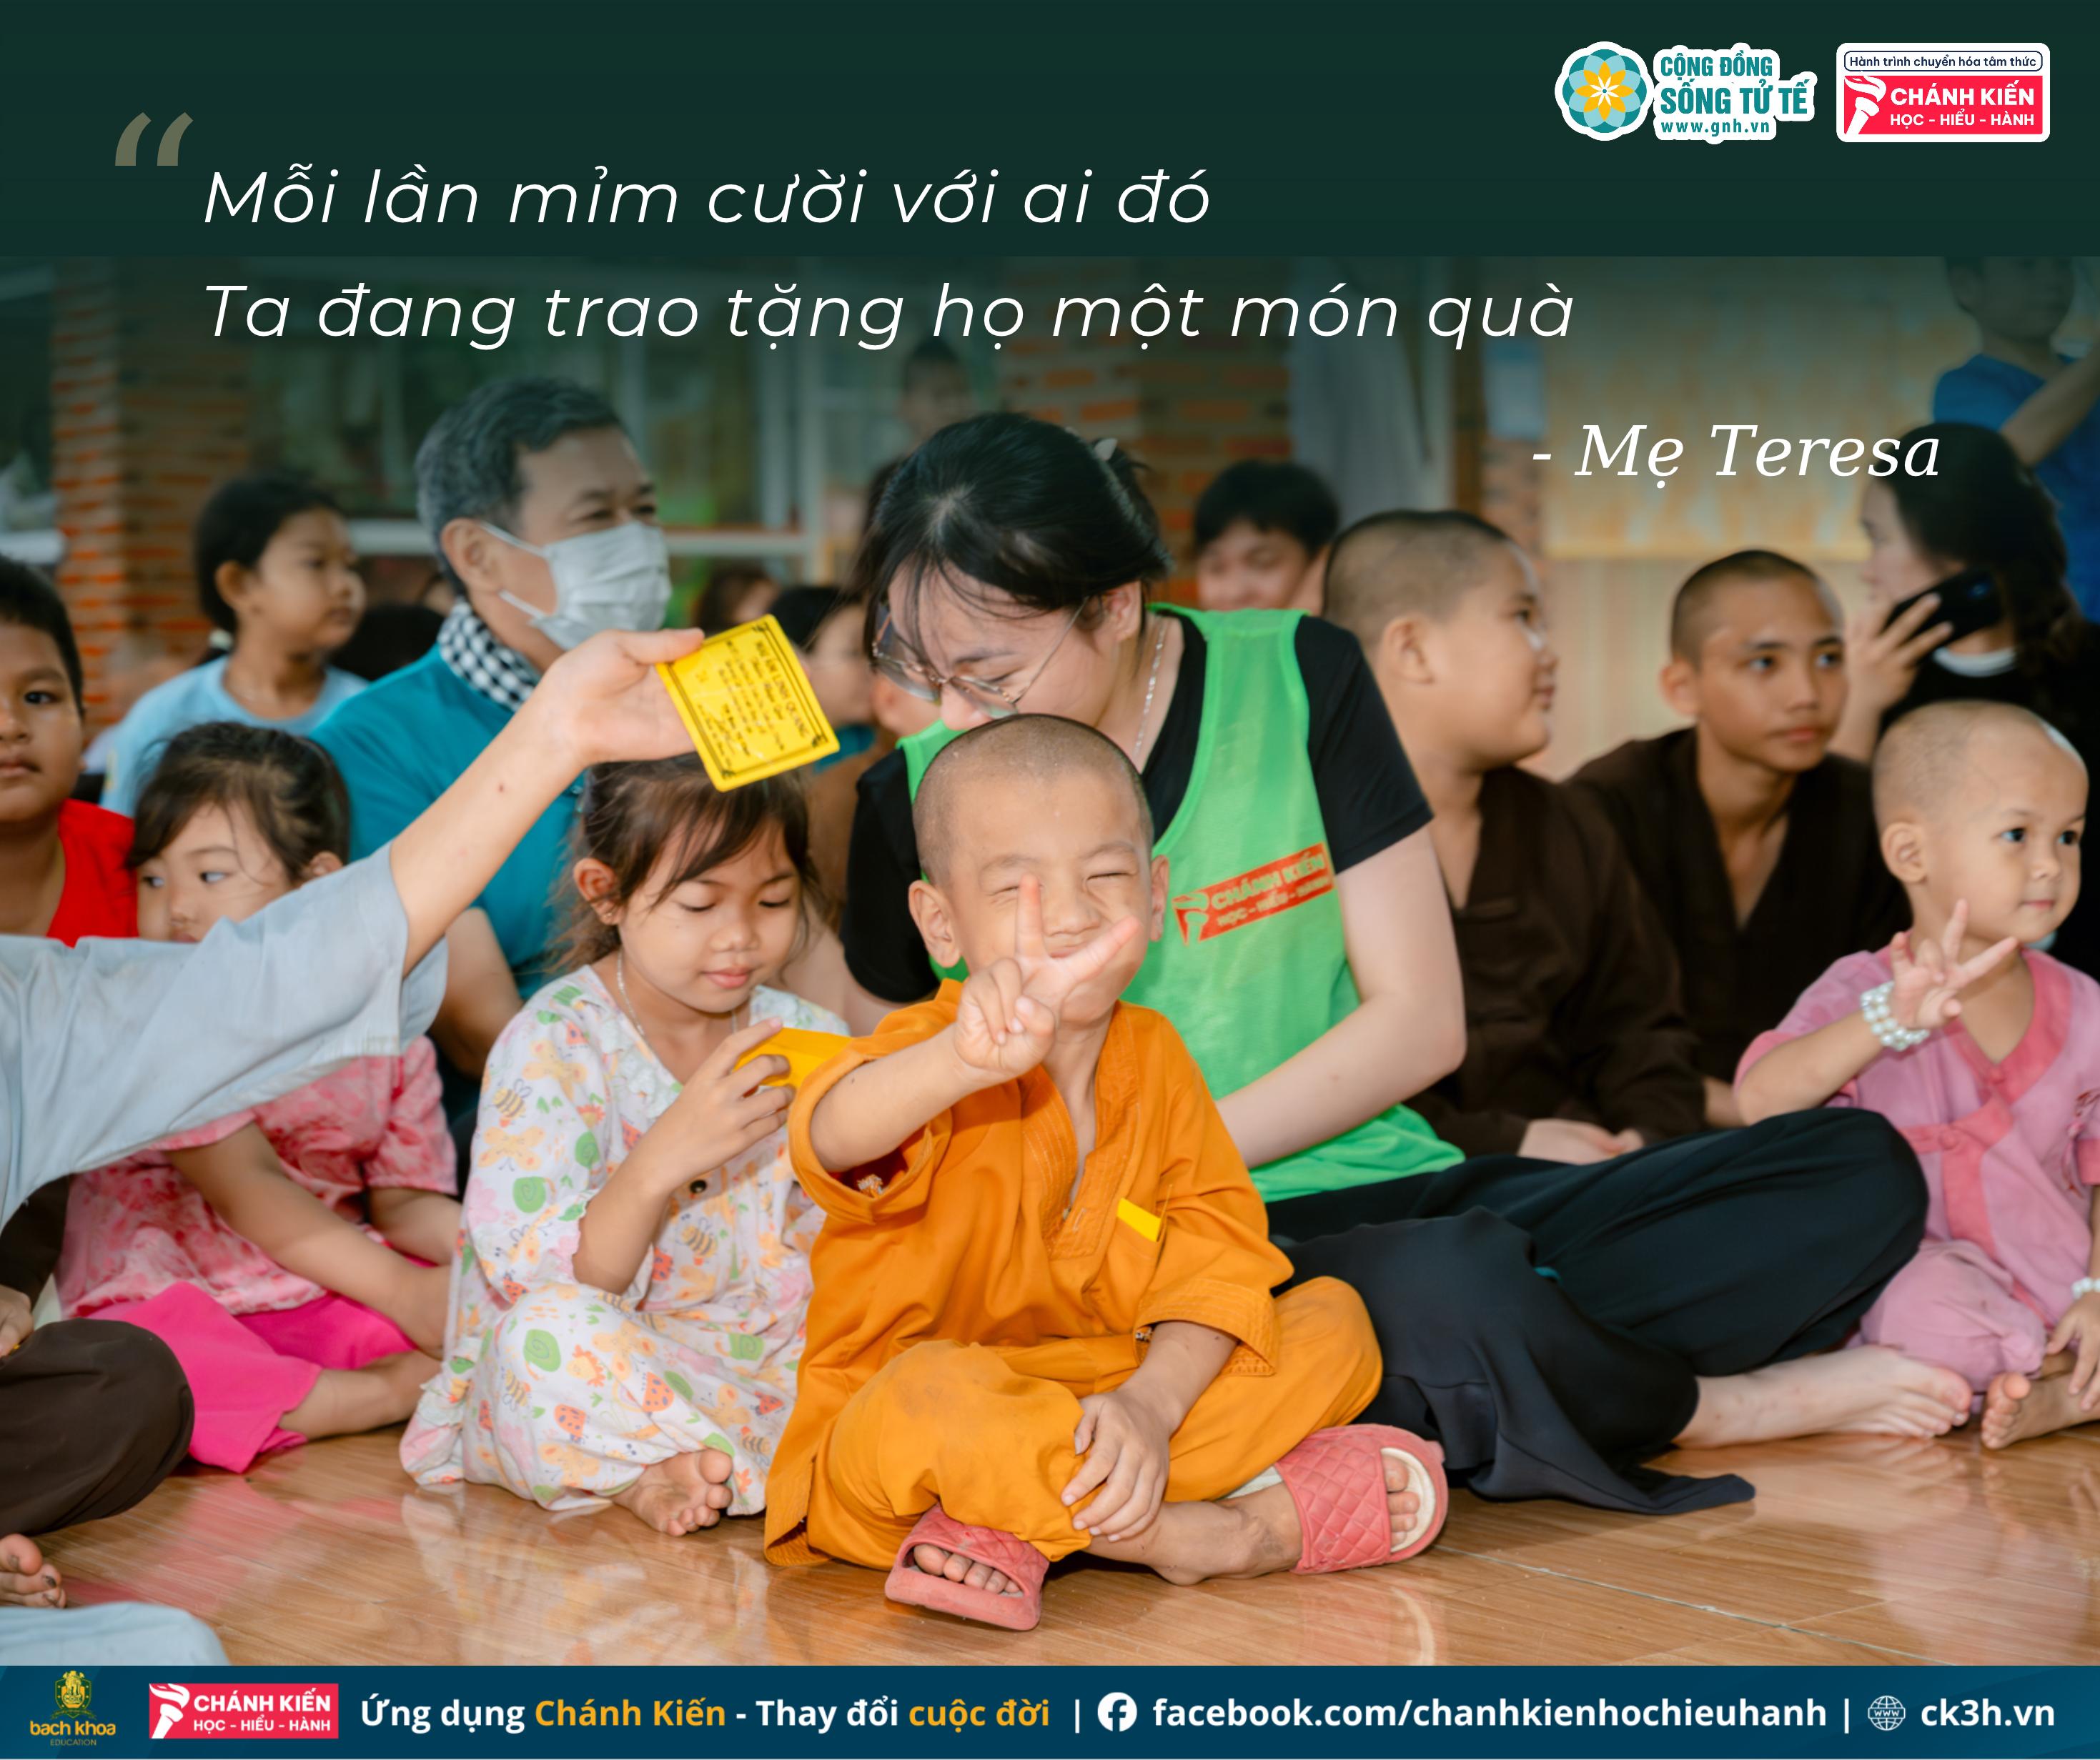 CỘNG ĐỒNG
SỐNG TỬ TẾ
www.gnh.vn
Hành trình chuyển hóa tâm thức
CHÁNH KIẾN
HỌC - HIỂU - HÀNH
“
Mỗi lần mỉm cười với ai đó
Ta đang trao tặng họ một món quà
- Mẹ Teresa
CHÁNH KIẾN
HỌC - HIỂU - HÀNH
bach khoa
EDUCATION
CHÁNH KIẾN
HỌC - HIỂU - HÀNH
Ứng dụng Chánh Kiến - Thay đổi cuộc đời | facebook.com/chanhkienhochieuhanh | www ck3h.vn